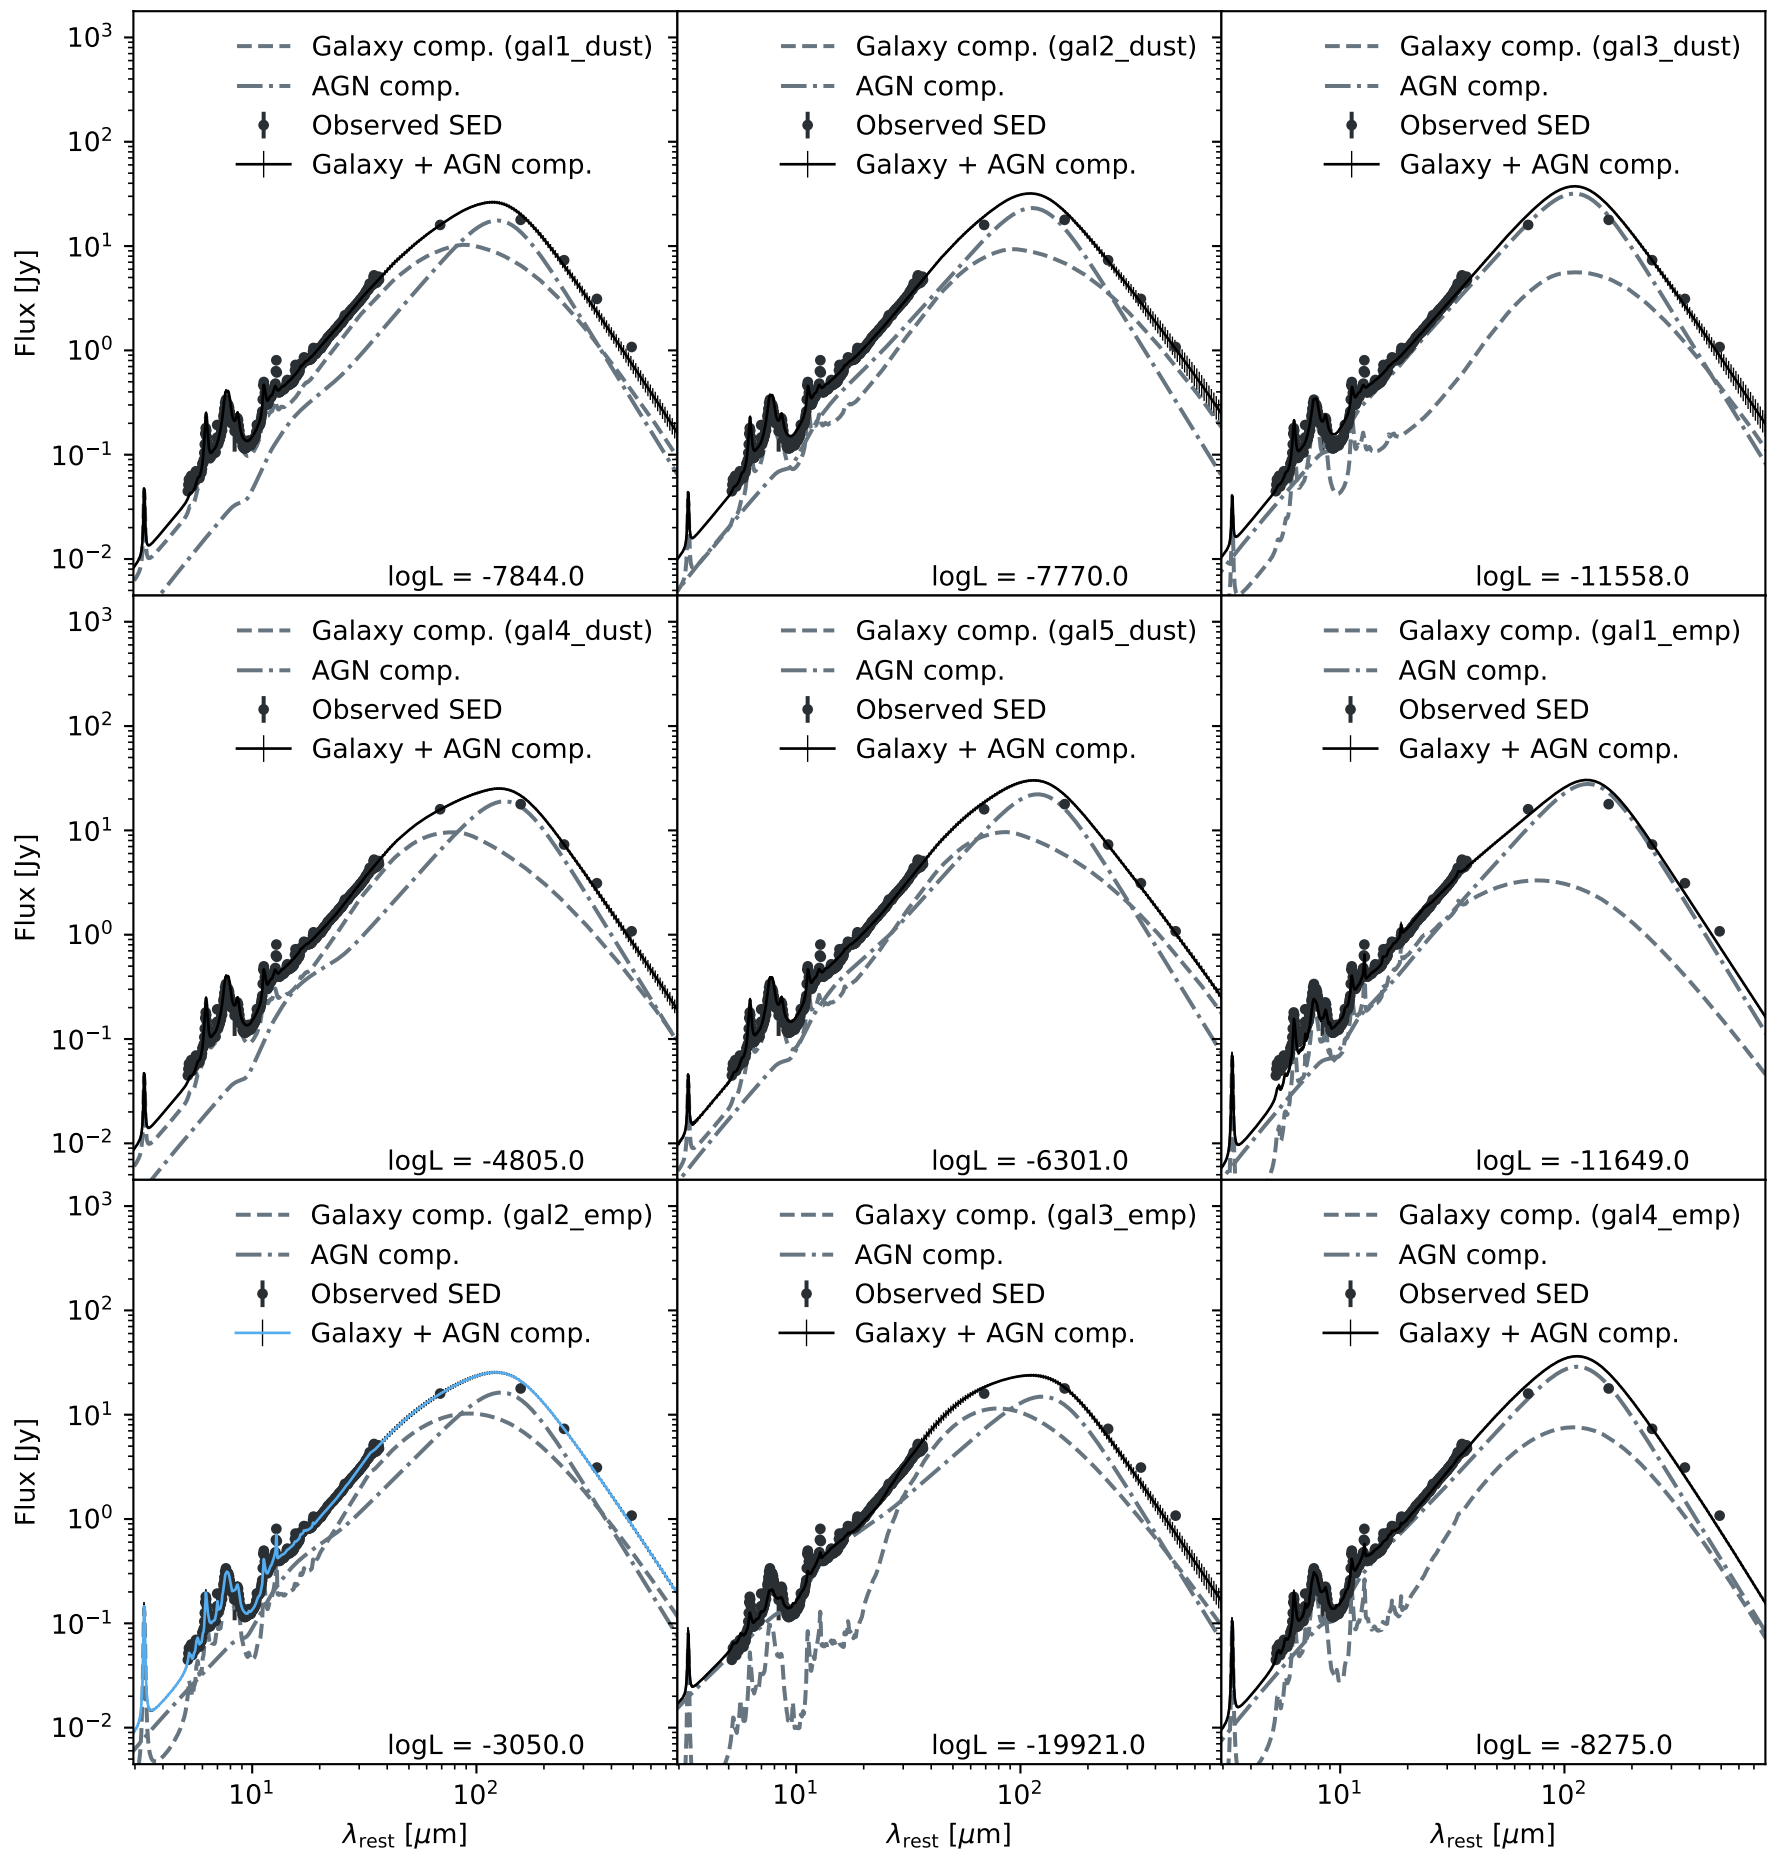 Galaxy comp. (gal1_dust)
AGN comp.
Observed SED
Galaxy + AGN comp.
logL = -7844.0
Galaxy comp. (gal2_dust)
AGN comp.
Observed SED
Galaxy + AGN comp.
logL = -7770.0
Galaxy comp. (gal3_dust)
AGN comp.
Observed SED
Galaxy + AGN comp.
logL = -11558.0
10³
10²
10¹
10⁰
10⁻¹
10⁻²
Flux [Jy]
Galaxy comp. (gal4_dust)
AGN comp.
Observed SED
Galaxy + AGN comp.
logL = -4805.0
Galaxy comp. (gal5_dust)
AGN comp.
Observed SED
Galaxy + AGN comp.
logL = -6301.0
Galaxy comp. (gal1_emp)
AGN comp.
Observed SED
Galaxy + AGN comp.
logL = -11649.0
10³
10²
10¹
10⁰
10⁻¹
10⁻²
Flux [Jy]
Galaxy comp. (gal2_emp)
AGN comp.
Observed SED
Galaxy + AGN comp.
logL = -3050.0
Galaxy comp. (gal3_emp)
AGN comp.
Observed SED
Galaxy + AGN comp.
logL = -19921.0
Galaxy comp. (gal4_emp)
AGN comp.
Observed SED
Galaxy + AGN comp.
logL = -8275.0
10³
10²
10¹
10⁰
10⁻¹
10⁻²
Flux [Jy]
10¹ 10² 10¹ 10² 10¹ 10²
λrest [μm] λrest [μm] λrest [μm]